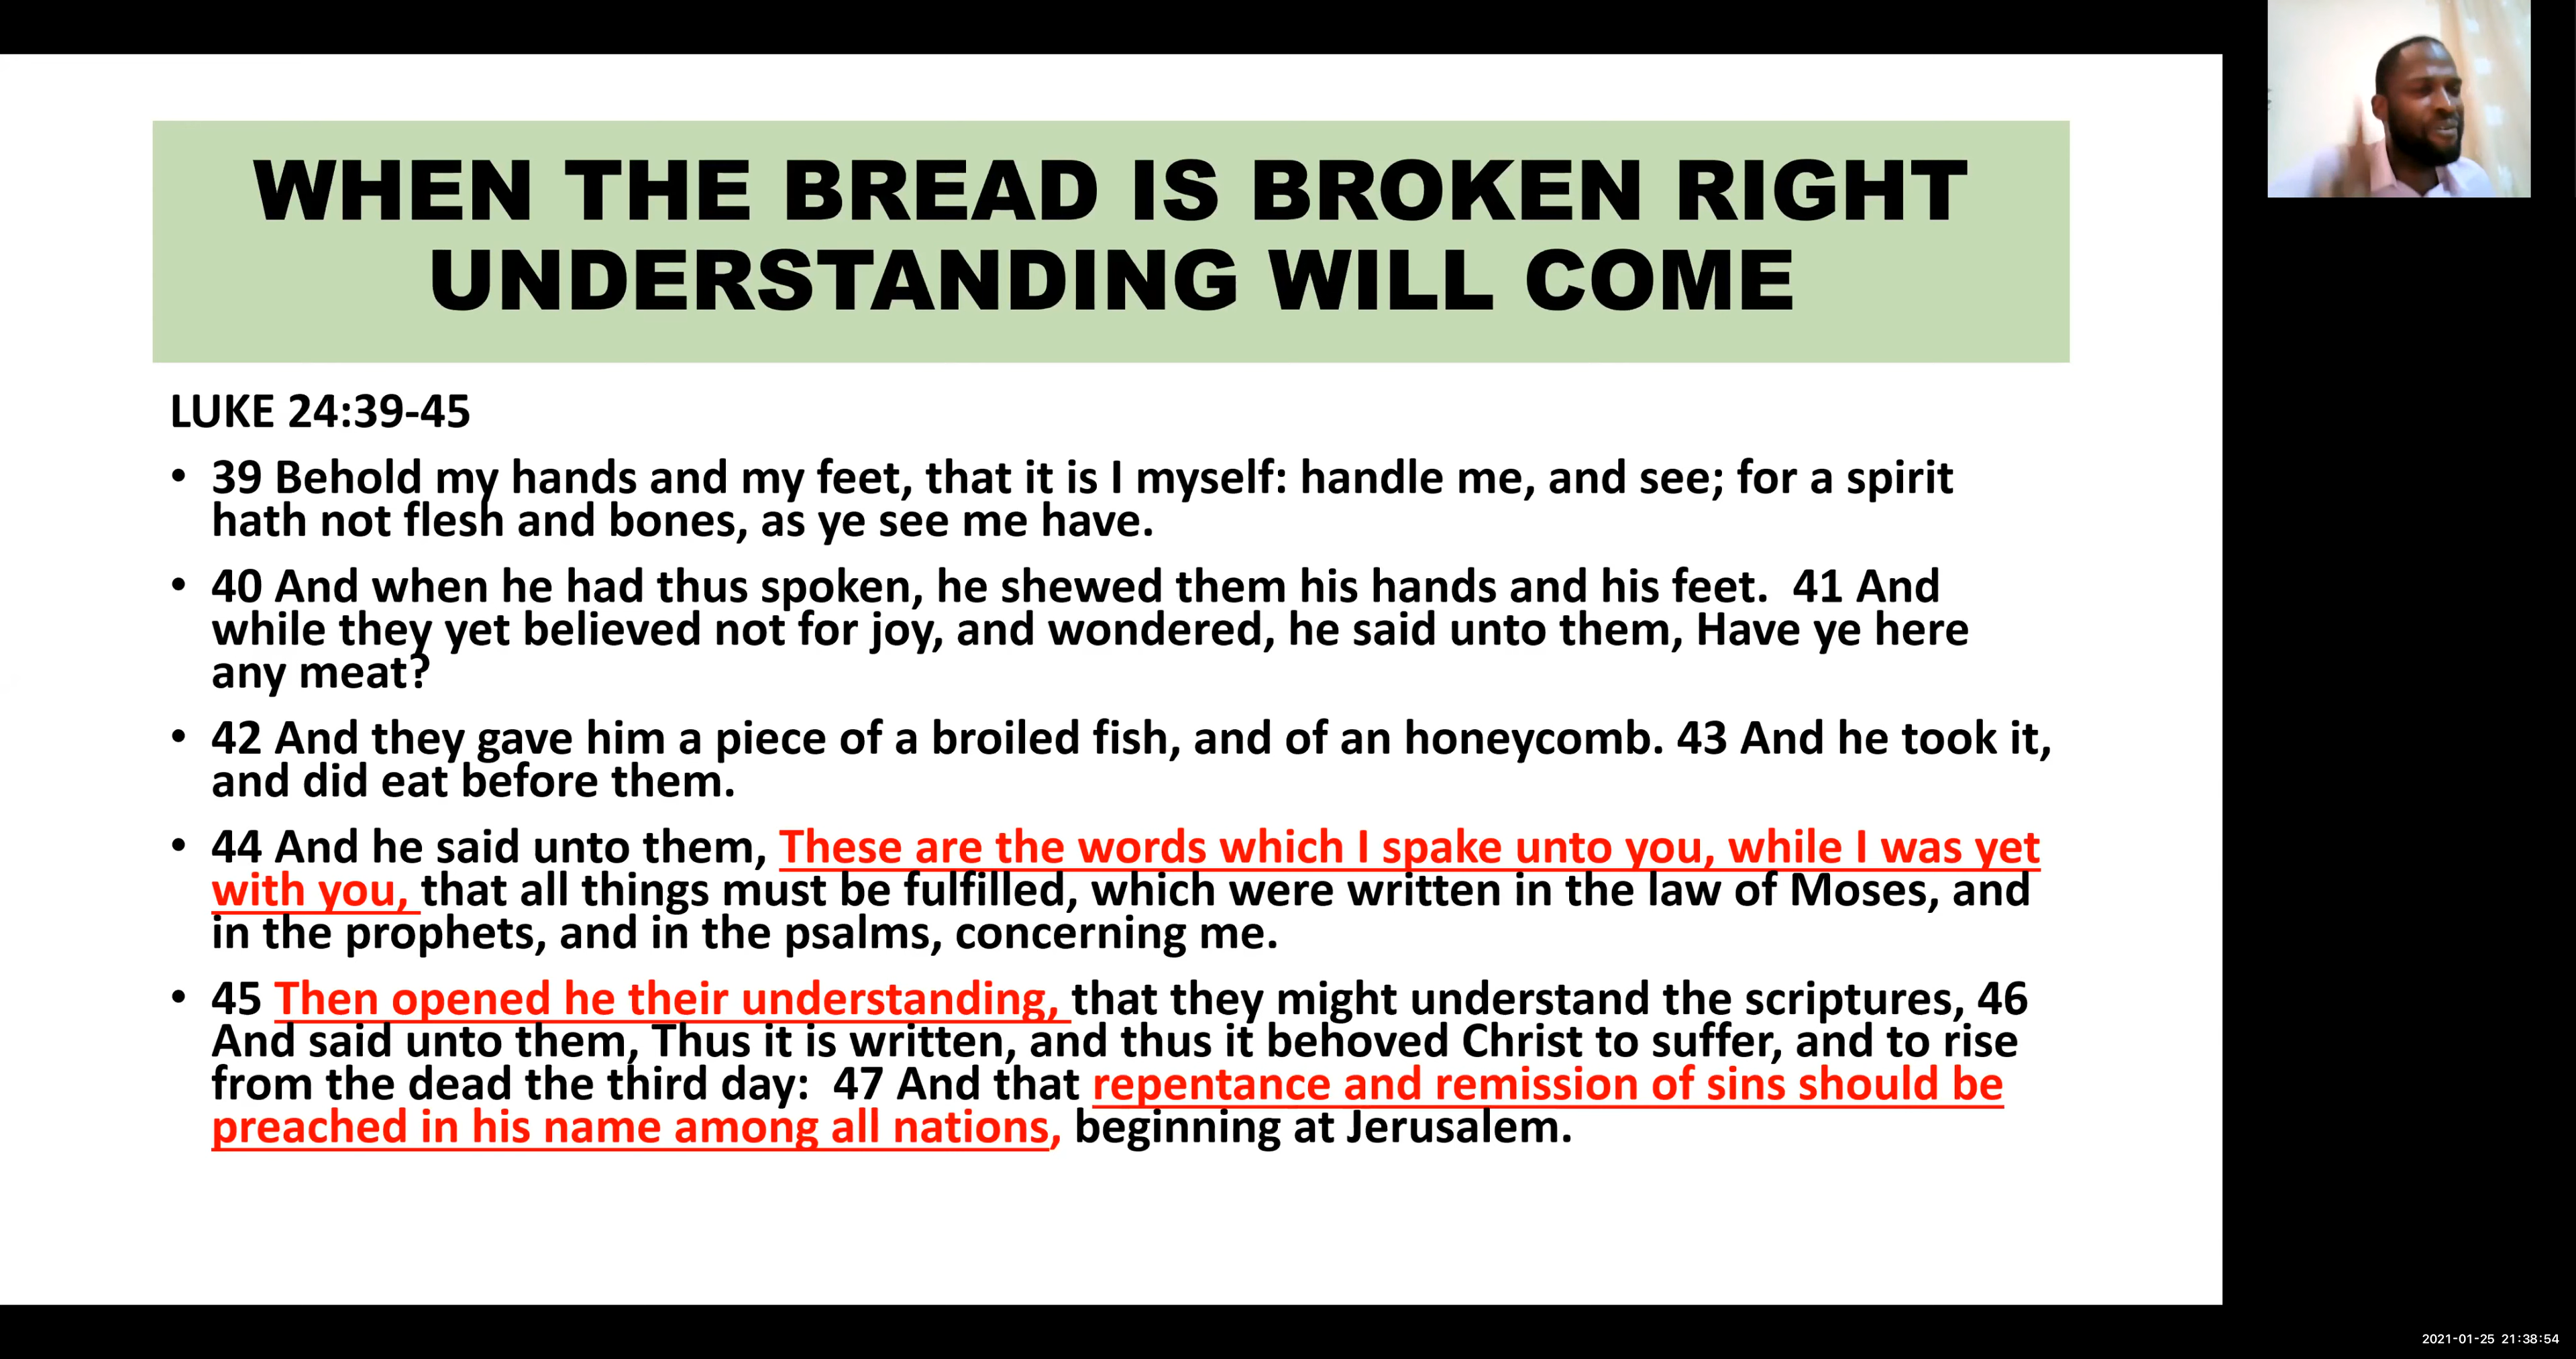 WHEN THE BREAD IS BROKEN RIGHT
UNDERSTANDING WILL COME
LUKE 24:39-45
• 39 Behold my hands and my feet, that it is I myself: handle me, and see; for a spirit
hath not flesh and bones, as ye see me have.
• 40 And when he had thus spoken, he shewed them his hands and his feet.  41 And
while they yet believed not for joy, and wondered, he said unto them, Have ye here
any meat?
• 42 And they gave him a piece of a broiled fish, and of an honeycomb. 43 And he took it,
and did eat before them.
• 44 And he said unto them, These are the words which I spake unto you, while I was yet
with you, that all things must be fulfilled, which were written in the law of Moses, and
in the prophets, and in the psalms, concerning me.
• 45 Then opened he their understanding, that they might understand the scriptures, 46
And said unto them, Thus it is written, and thus it behoved Christ to suffer, and to rise
from the dead the third day:  47 And that repentance and remission of sins should be
preached in his name among all nations, beginning at Jerusalem.
2021-01-25 21:38:54